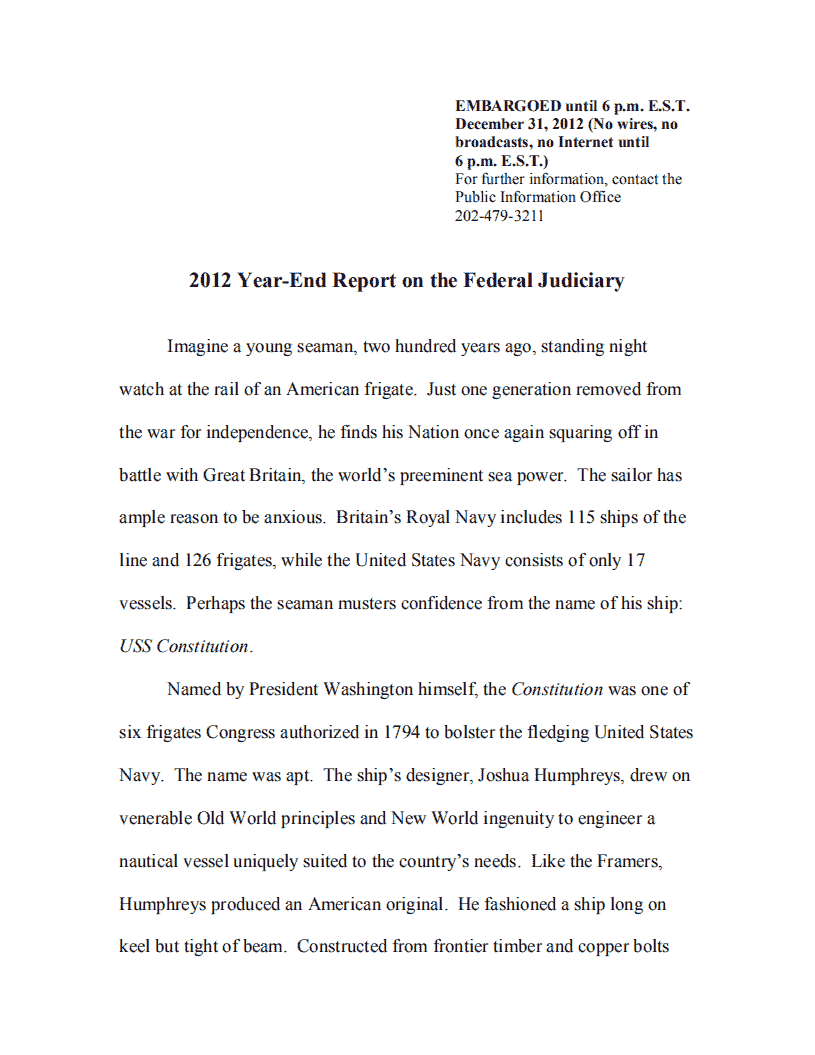 EMBARGOED until 6 p.m. E.S.T.
December 31, 2012 (No wires, no
broadcasts, no Internet until
6 p.m. E.S.T.)
For further information, contact the
Public Information Office
202-479-3211
2012 Year-End Report on the Federal Judiciary
Imagine a young seaman, two hundred years ago, standing night
watch at the rail of an American frigate.  Just one generation removed from
the war for independence, he finds his Nation once again squaring off in
battle with Great Britain, the world’s preeminent sea power.  The sailor has
ample reason to be anxious.  Britain’s Royal Navy includes 115 ships of the
line and 126 frigates, while the United States Navy consists of only 17
vessels.  Perhaps the seaman musters confidence from the name of his ship:
USS Constitution.
Named by President Washington himself, the Constitution was one of
six frigates Congress authorized in 1794 to bolster the fledging United States
Navy.  The name was apt.  The ship’s designer, Joshua Humphreys, drew on
venerable Old World principles and New World ingenuity to engineer a
nautical vessel uniquely suited to the country’s needs.  Like the Framers,
Humphreys produced an American original.  He fashioned a ship long on
keel but tight of beam.  Constructed from frontier timber and copper bolts